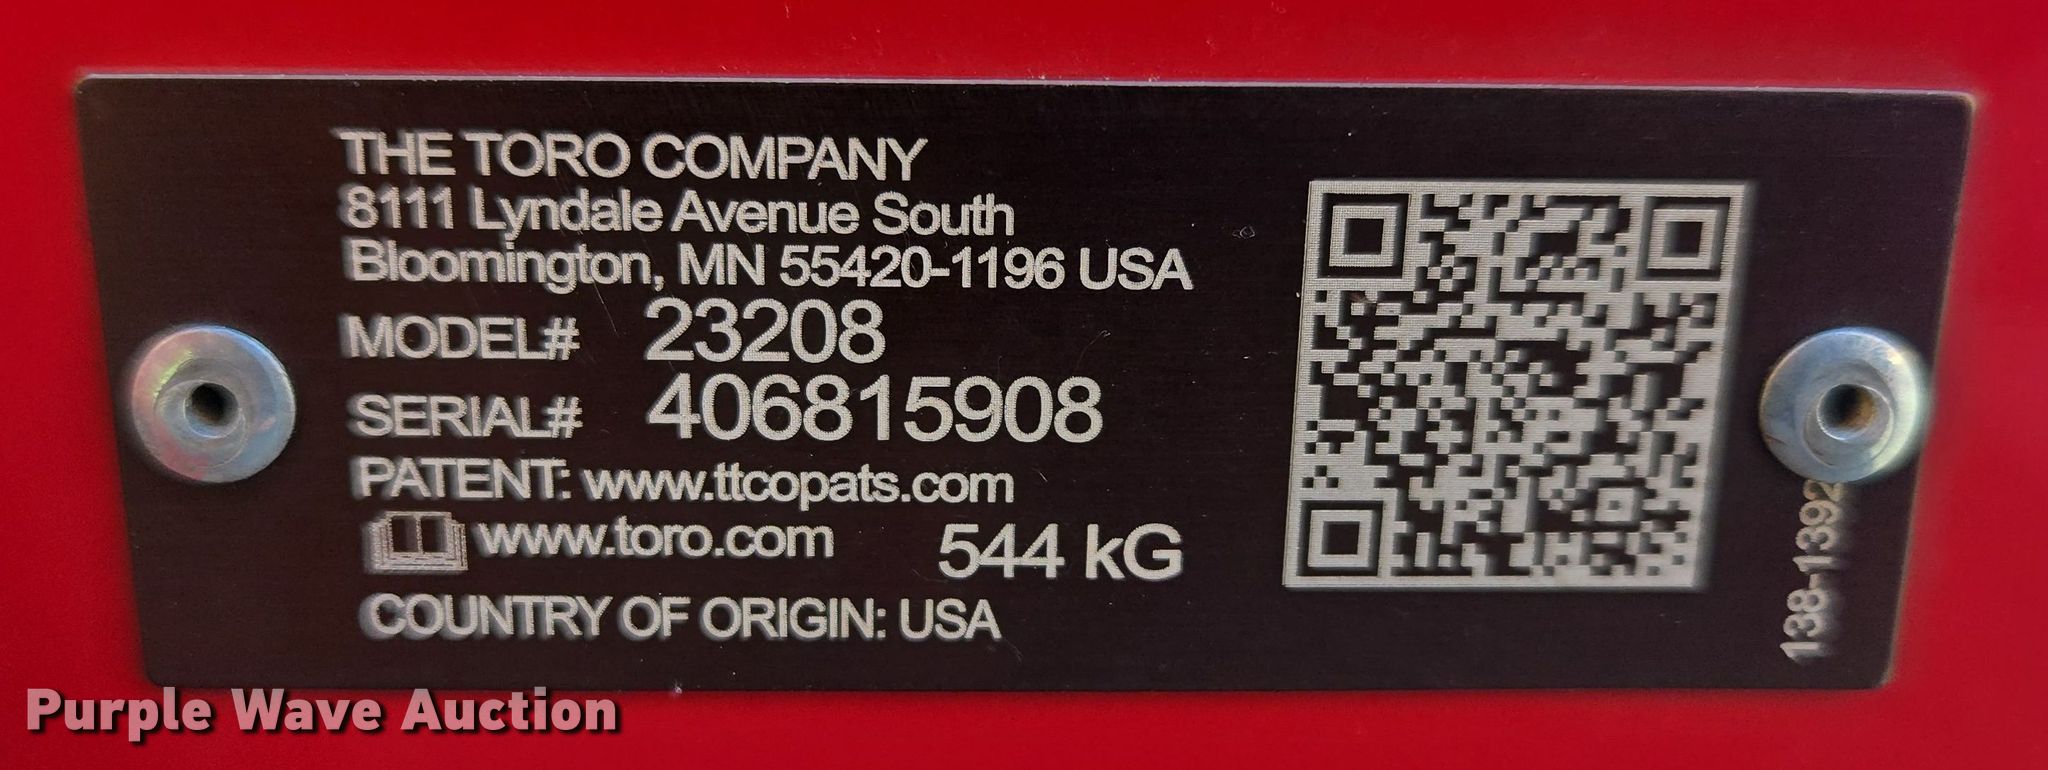 THE TORO COMPANY
8111 Lyndale Avenue South
Bloomington, MN 55420-1196 USA
MODEL# 23208
SERIAL# 406815908
PATENT: www.ttcopats.com
www.toro.com 544 kG
COUNTRY OF ORIGIN: USA
138-1392
Purple Wave Auction